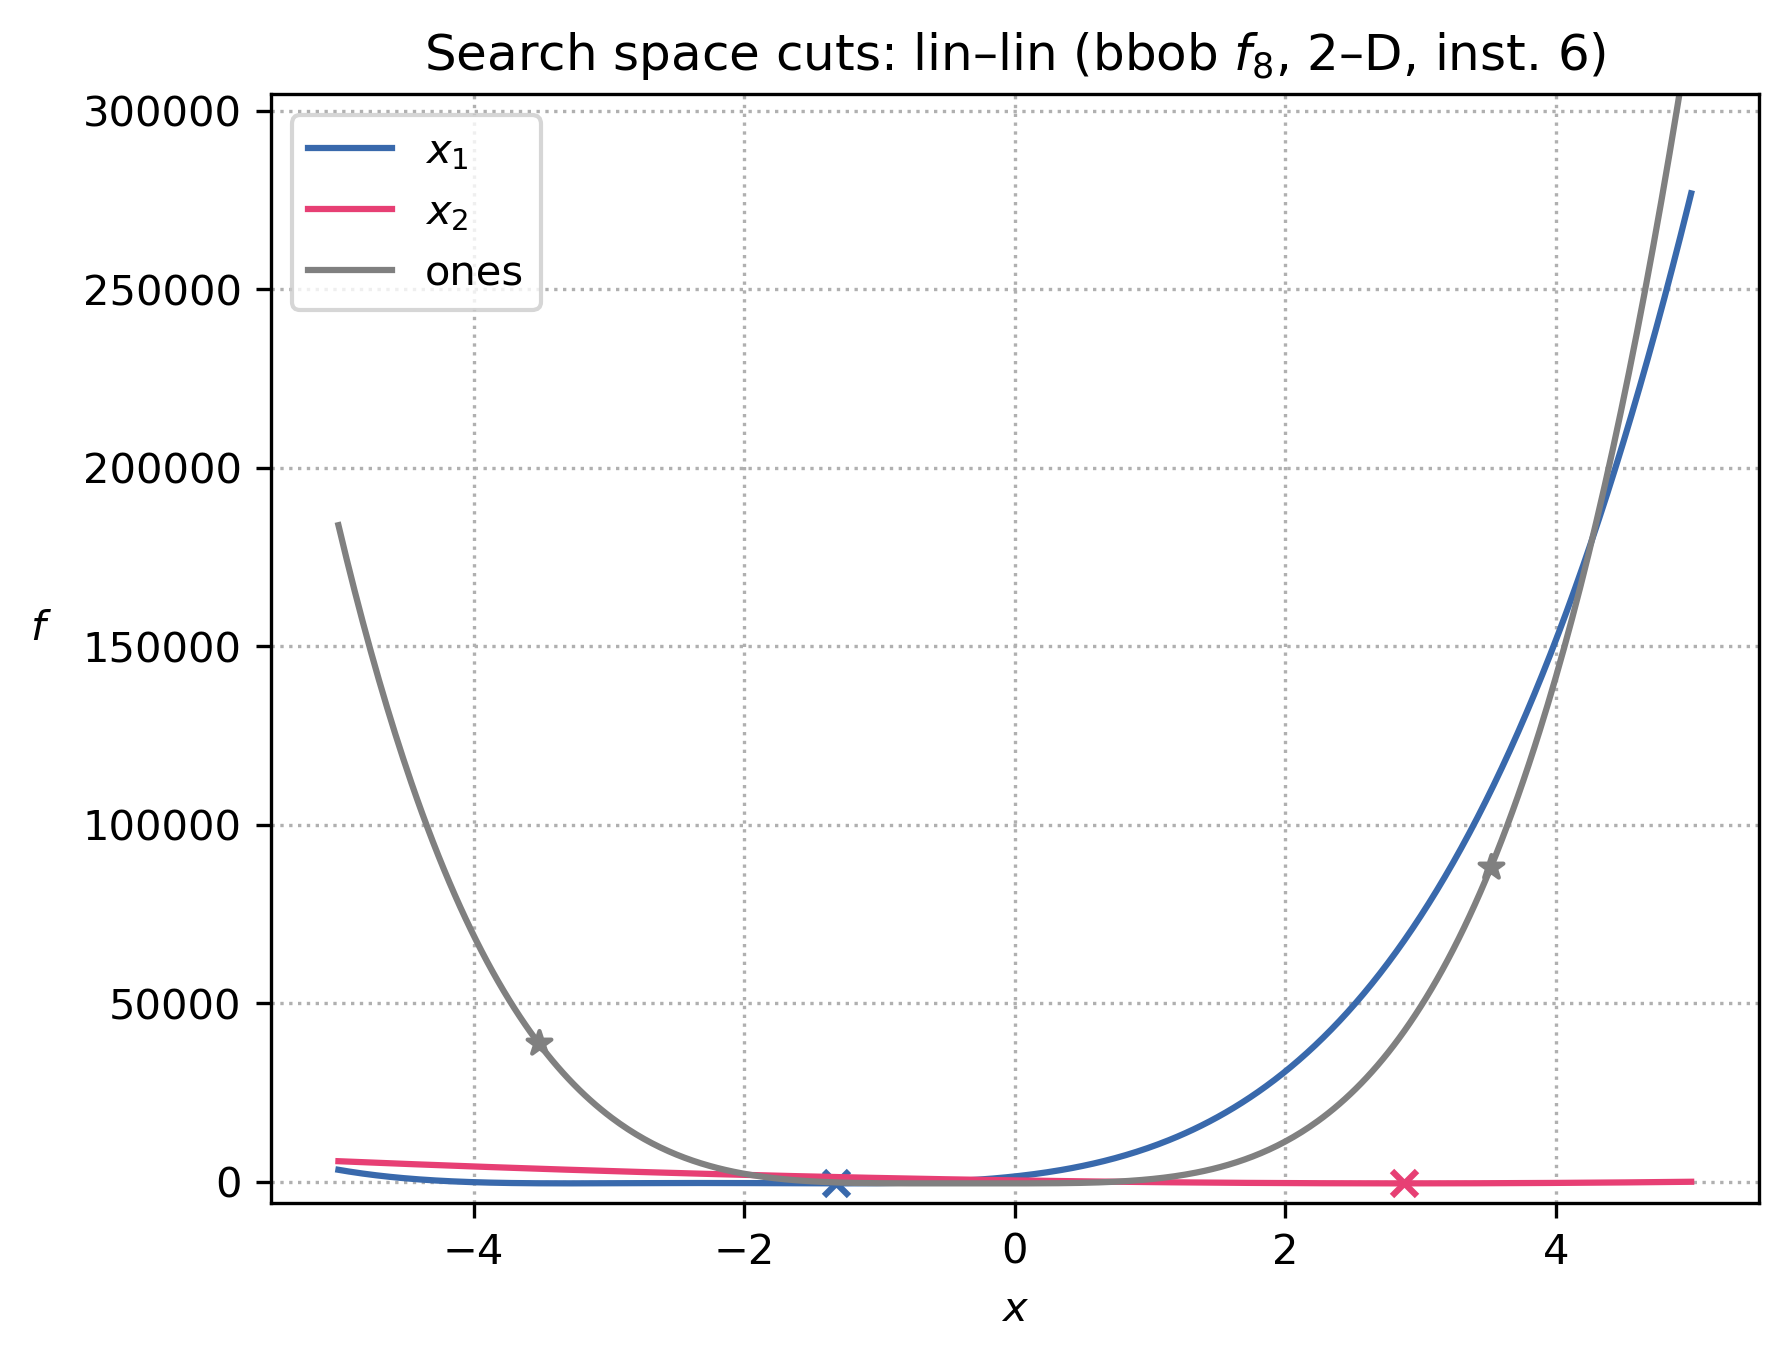 Search space cuts: lin–lin (bbob f₈, 2–D, inst. 6)
300000
250000
200000
150000
100000
50000
0
f
x₁
x₂
ones
−4
−2
0
2
4
x